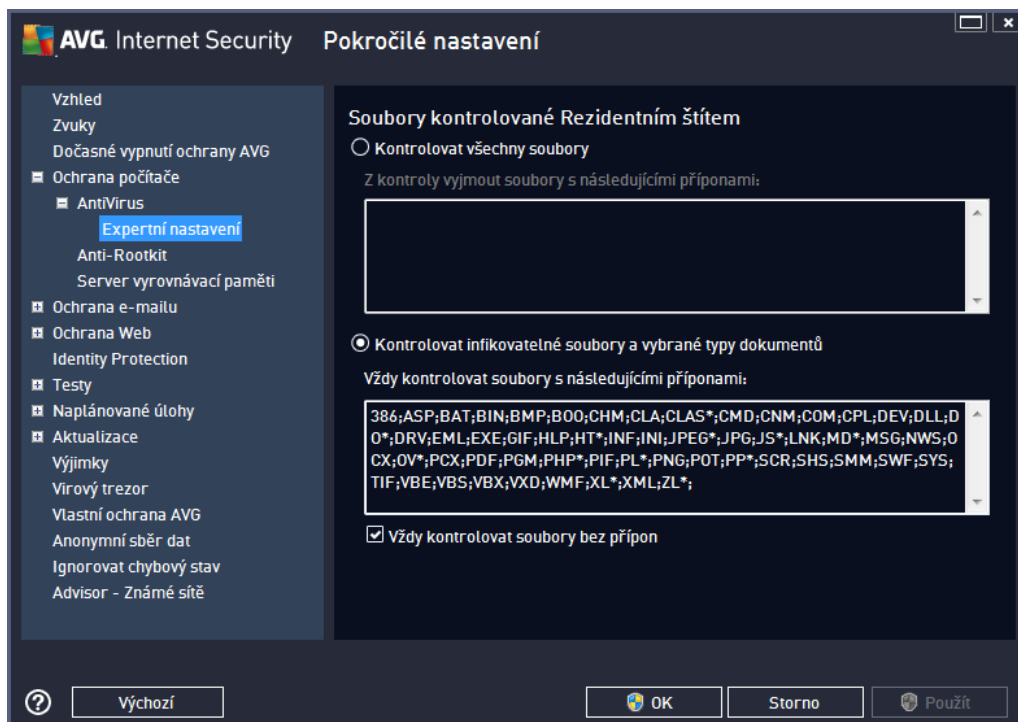 AVG. Internet Security Pokročilé nastavení
Vzhled
Zvuky
Dočasné vypnutí ochrany AVG
Ochrana počítače
AntiVirus
Expertní nastavení
Anti-Rootkit
Server vyrovnávací paměti
Ochrana e-mailu
Ochrana Web
Identity Protection
Testy
Naplánované úlohy
Aktualizace
Výjimky
Virový trezor
Vlastní ochrana AVG
Anonymní sběr dat
Ignorovat chybový stav
Advisor - Známé sítě
Soubory kontrolované Rezidentním štítem
Kontrolovat všechny soubory
Z kontroly vyjmout soubory s následujícími příponami:
Kontrolovat infikovatelné soubory a vybrané typy dokumentů
Vždy kontrolovat soubory s následujícími příponami:
386;ASP;BAT;BIN;BMP;BOO;CHM;CLA;CLAS*;CMD;CNM;COM;CPL;DEV;DLL;D
O*;DRV;EML;EXE;GIF;HLP;HT*;INF;INI;JPEG*;JPG;JS*;LNK;MD*;MSG;NWS;O
CX;OV*;PCX;PDF;PGM;PHP*;PIF;PL*;PNG;POT;PP*;SCR;SHS;SMM;SWF;SYS;
TIF;VBE;VBS;VBX;VXD;WMF;XL*;XML;ZL*;
Vždy kontrolovat soubory bez přípon
Výchozí
OK
Storno
Použít